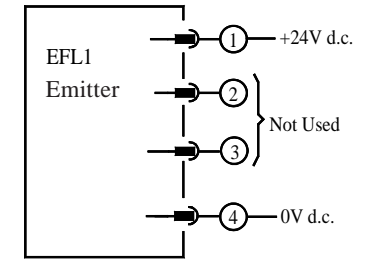 EFL1
Emitter
1 +24V d.c.
2
Not Used
3
4 0V d.c.